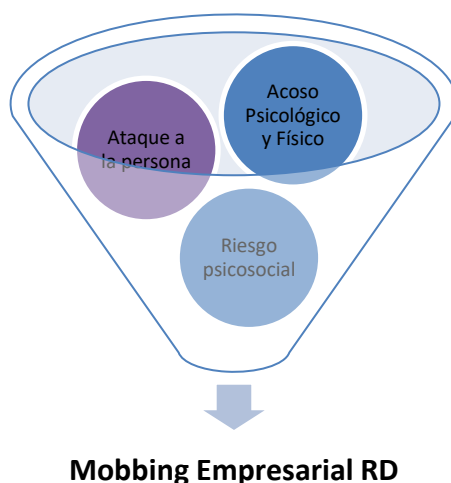 Ataque a
la persona
Acoso
Psicológico
y Físico
Riesgo
psicosocial
Mobbing Empresarial RD